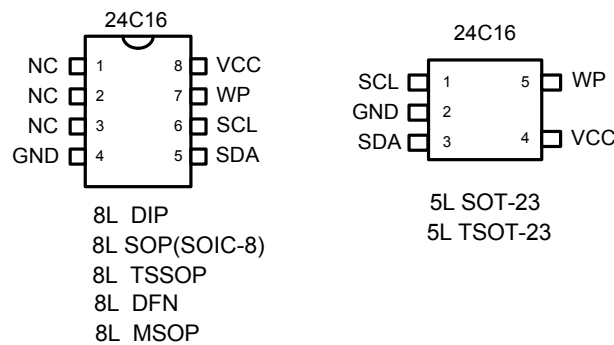 24C16
NC 1 8 VCC
NC 2 7 WP
NC 3 6 SCL
GND 4 5 SDA
8L DIP
8L SOP(SOIC-8)
8L TSSOP
8L DFN
8L MSOP
24C16
SCL 1 5 WP
GND 2
SDA 3 4 VCC
5L SOT-23
5L TSOT-23